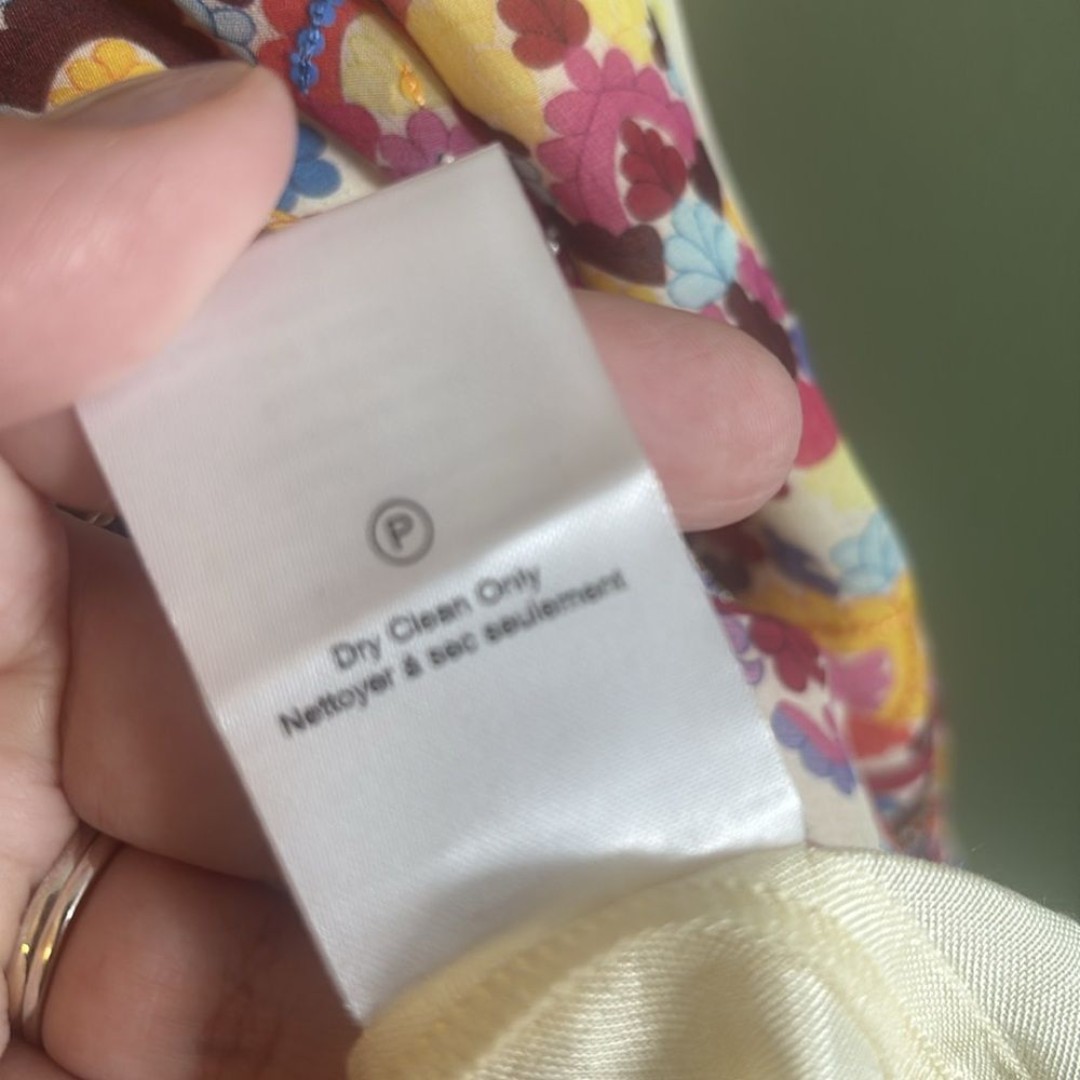 P
Dry Clean Only
Nettoyer à sec seulement